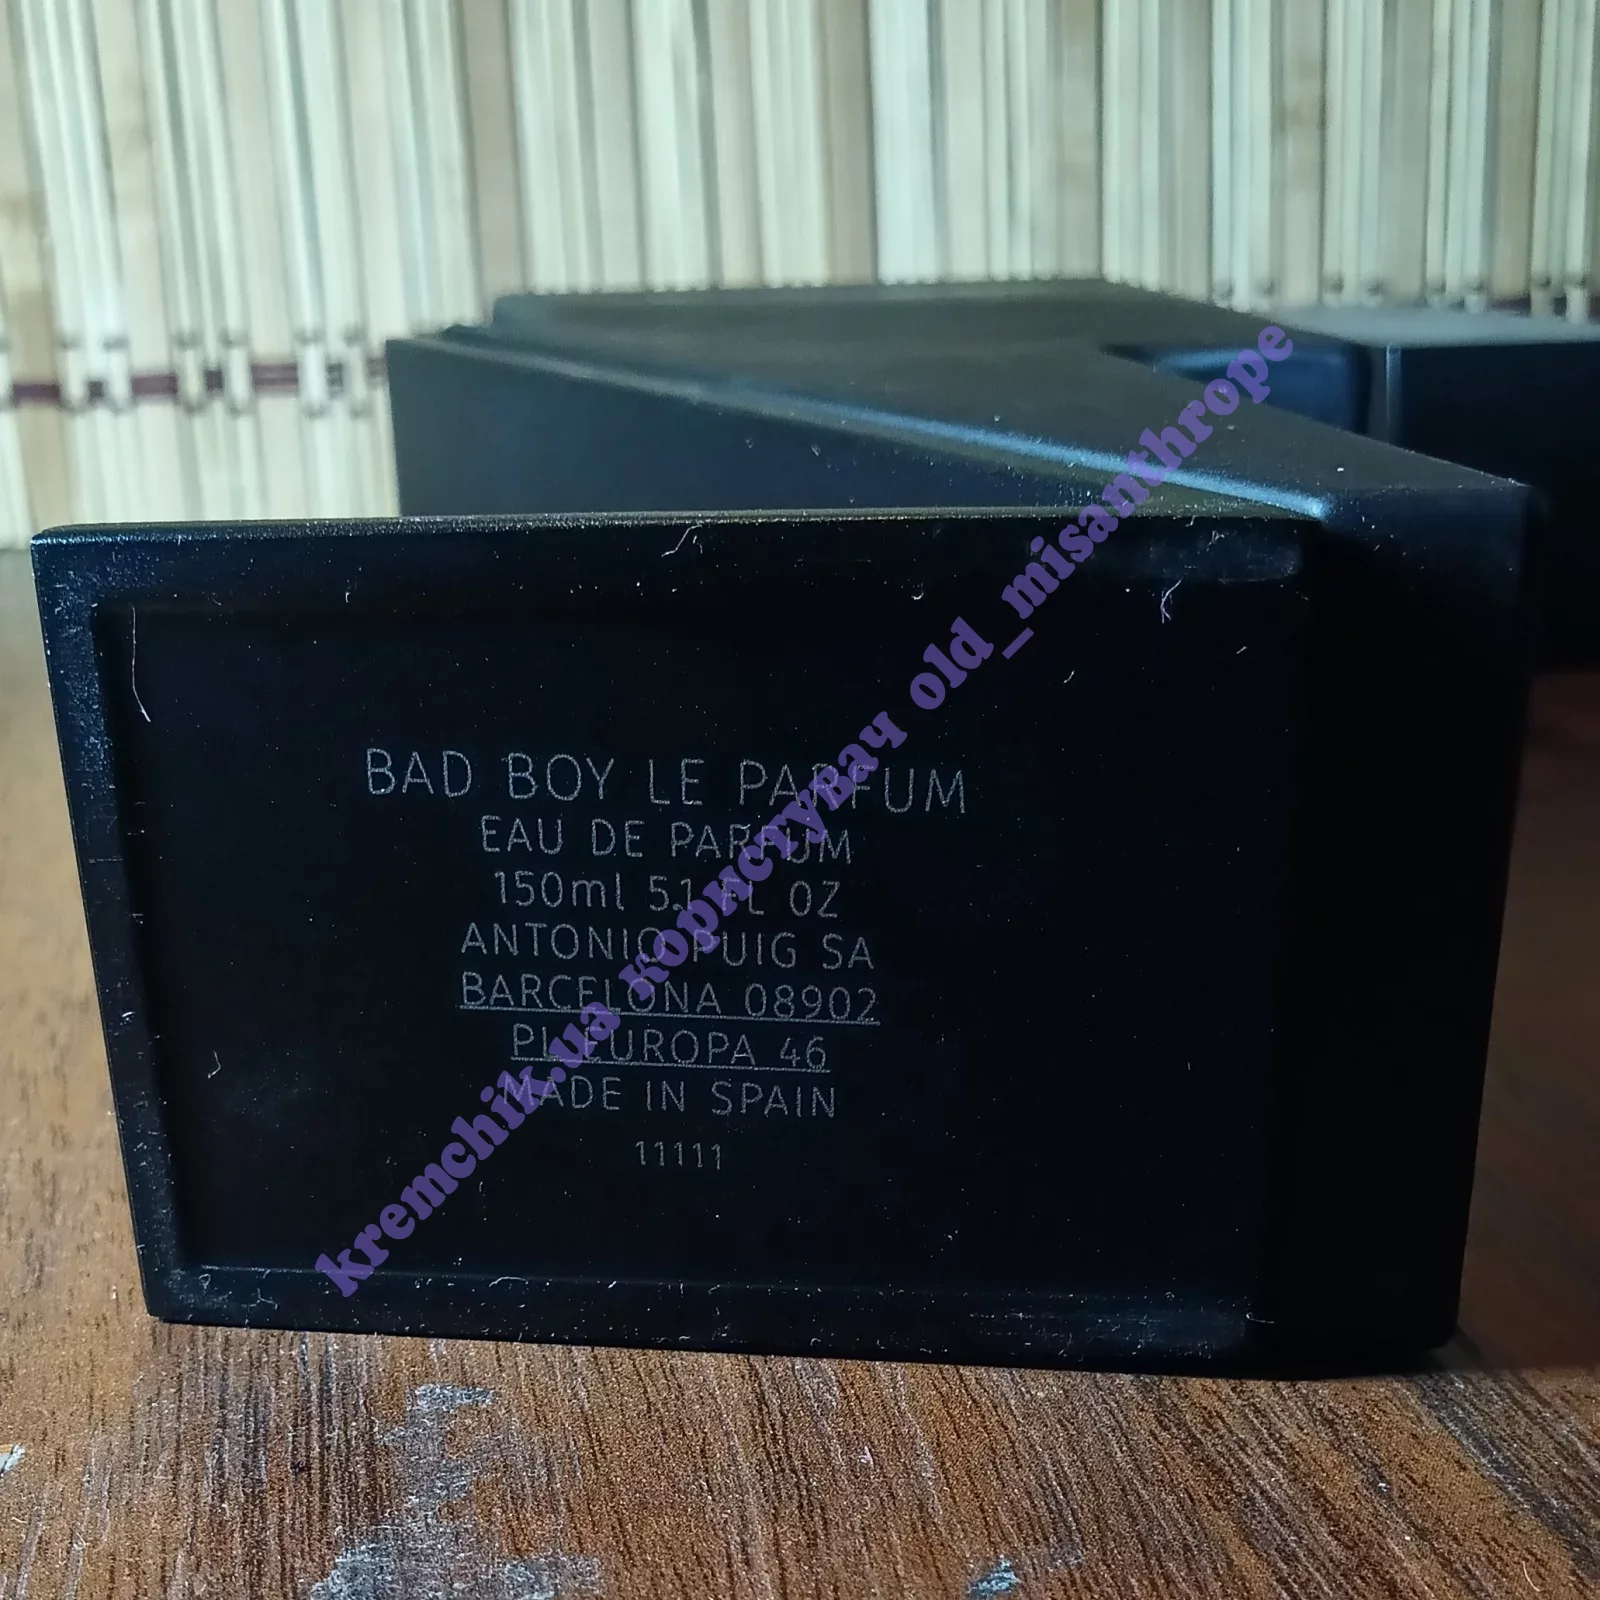 BAD BOY LE PARFUM
EAU DE PARFUM
150ml 5.1 FL OZ
ANTONIO PUIG SA
BARCELONA 08902
PL EUROPA 46
MADE IN SPAIN
11111
kremchik.ua користувач old_misanthrope